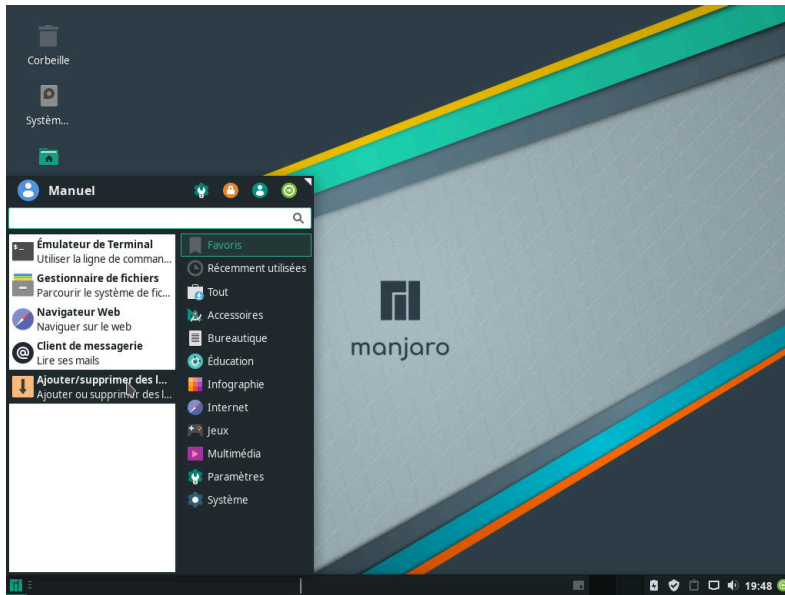 Corbeille
Systèm...
Manuel
Émulateur de Terminal
Utiliser la ligne de comman...
Gestionnaire de fichiers
Parcourir le système de fic...
Navigateur Web
Naviguer sur le web
Client de messagerie
Lire ses mails
Ajouter/supprimer des l...
Ajouter ou supprimer des l...
Favoris
Récemment utilisées
Tout
Accessoires
Bureautique
Éducation
Infographie
Internet
Jeux
Multimédia
Paramètres
Système
manjaro
19:48